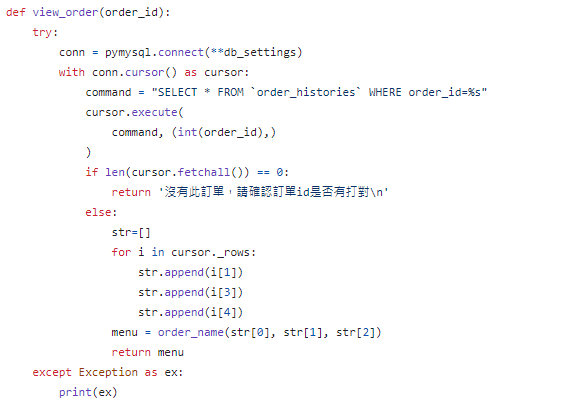 def view_order(order_id):
    try:
        conn = pymysql.connect(**db_settings)
        with conn.cursor() as cursor:
            command = "SELECT * FROM `order_histories` WHERE order_id=%s"
            cursor.execute(
                command, (int(order_id),)
            )
            if len(cursor.fetchall()) == 0:
                return '沒有此訂單，請確認訂單id是否有打對\n'
            else:
                str=[]
                for i in cursor._rows:
                    str.append(i[1])
                    str.append(i[3])
                    str.append(i[4])
                menu = order_name(str[0], str[1], str[2])
                return menu
    except Exception as ex:
        print(ex)